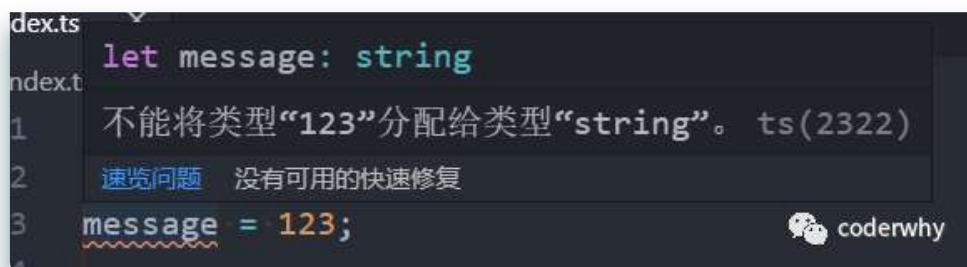 dex.ts
let message: string
ndex.t
不能将类型“123”分配给类型“string”。 ts(2322)
1
2
速览问题 没有可用的快速修复
3 message = 123;
coderwhy